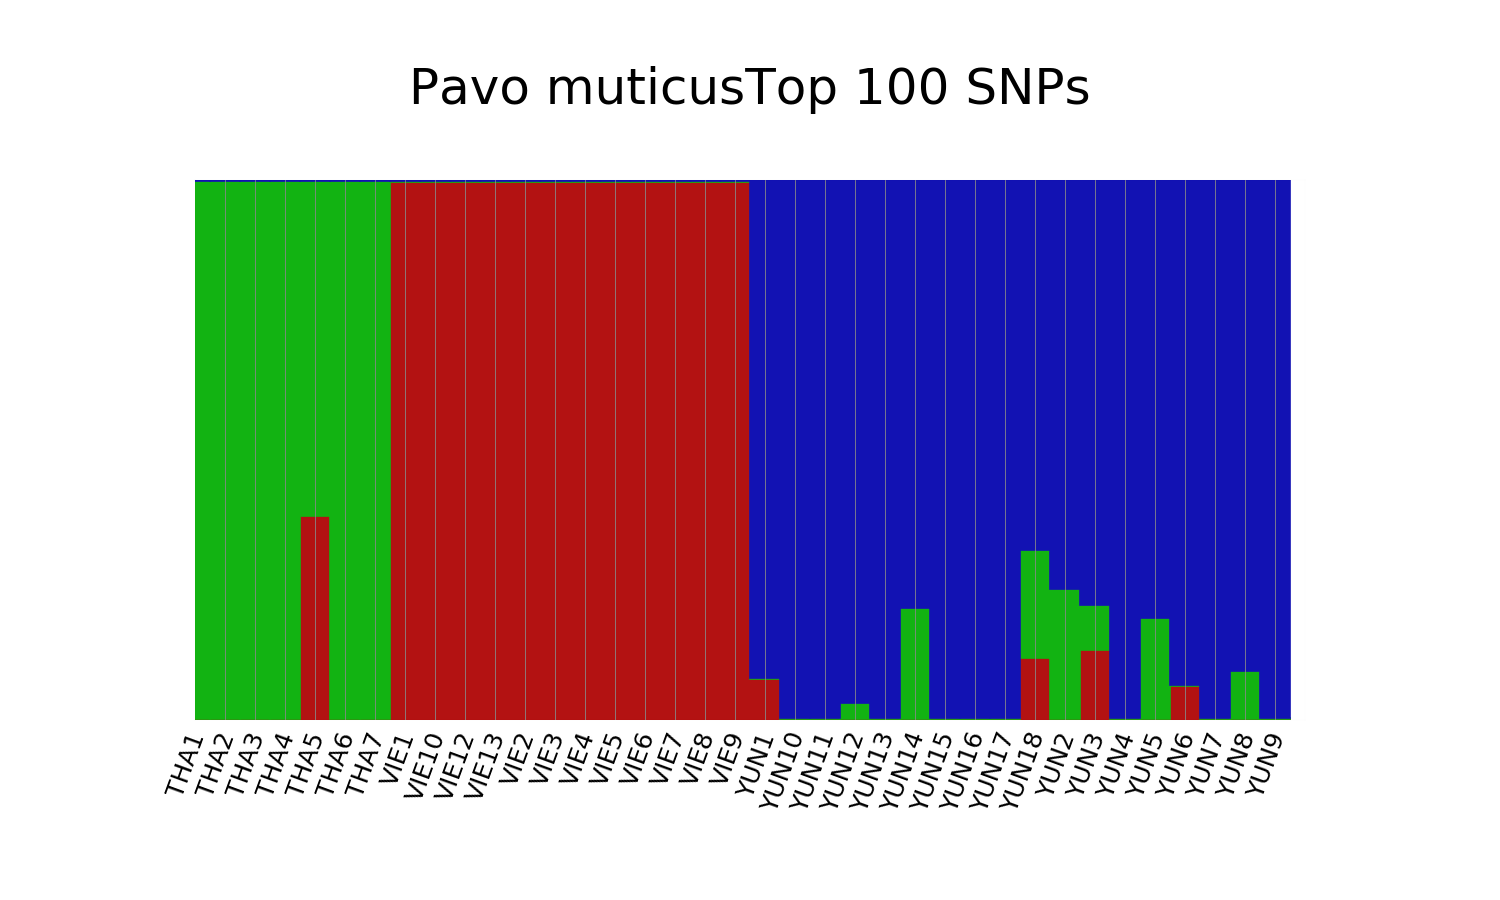 Pavo muticusTop 100 SNPs
THA1
THA2
THA3
THA4
THA5
THA6
THA7
VIE1
VIE10
VIE12
VIE13
VIE2
VIE3
VIE4
VIE5
VIE6
VIE7
VIE8
VIE9
YUN1
YUN10
YUN11
YUN12
YUN13
YUN14
YUN15
YUN16
YUN17
YUN18
YUN2
YUN3
YUN4
YUN5
YUN6
YUN7
YUN8
YUN9